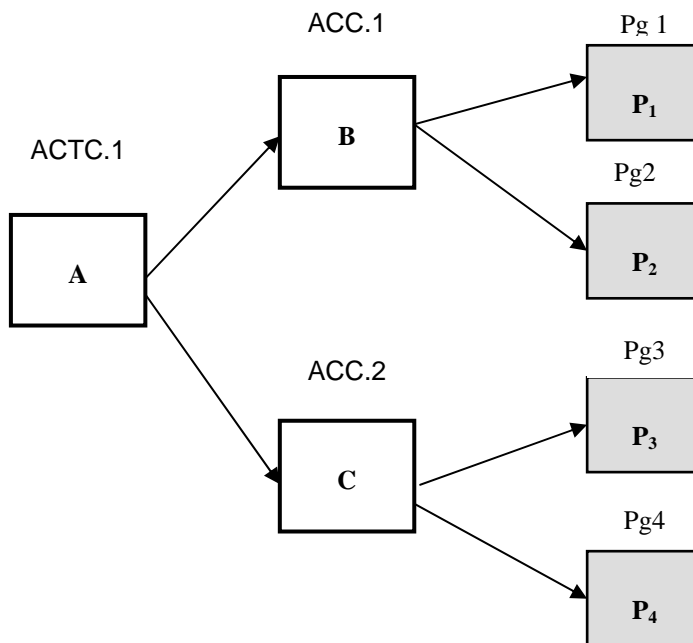 ACC.1
Pg 1
P₁
B
ACTC.1
Pg2
P₂
A
Pg3
ACC.2
P₃
C
Pg4
P₄